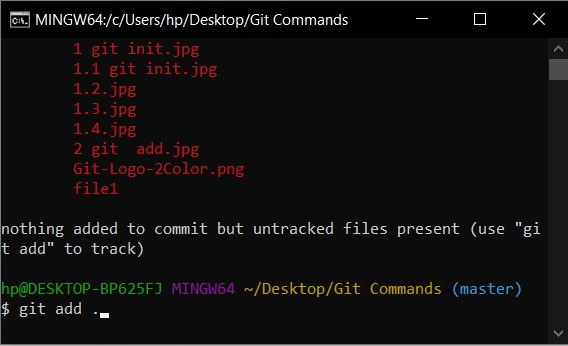 MINGW64:/c/Users/hp/Desktop/Git Commands
1 git init.jpg
1.1 git init.jpg
1.2.jpg
1.3.jpg
1.4.jpg
2 git  add.jpg
Git-Logo-2Color.png
file1
nothing added to commit but untracked files present (use "gi
t add" to track)
hp@DESKTOP-BP625FJ MINGW64 ~/Desktop/Git Commands (master)
$ git add .